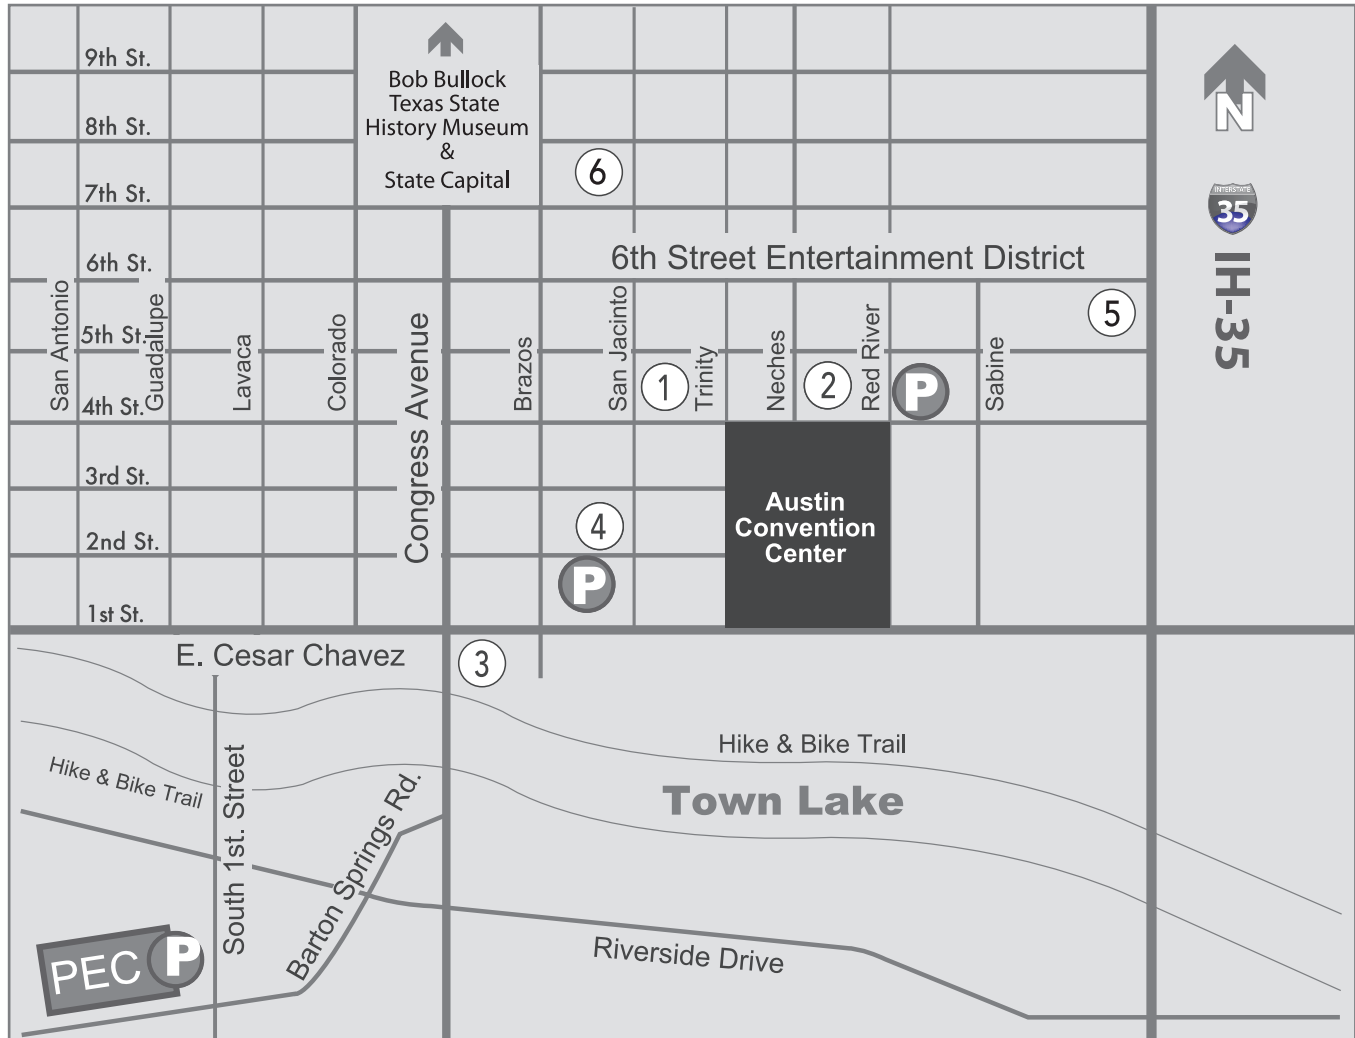 9th St.
Bob Bullock
Texas State
History Museum
&
State Capital
8th St.
7th St.
6
N
INTERSTATE
35
IH-35
6th St.
6th Street Entertainment District
San Antonio
5th St.
Guadalupe
Lavaca
Colorado
Congress Avenue
Brazos
San Jacinto
1
Trinity
Neches
2
Red River
P
Sabine
5
4th St.
3rd St.
Austin
Convention
Center
4
2nd St.
P
1st St.
E. Cesar Chavez
3
Hike & Bike Trail
Hike & Bike Trail
Town Lake
South 1st. Street
Barton Springs Rd.
Riverside Drive
PEC
P